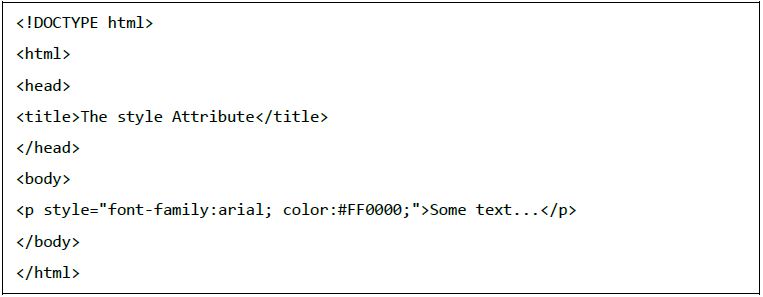 <!DOCTYPE html>
<html>
<head>
<title>The style Attribute</title>
</head>
<body>
<p style="font-family:arial; color:#FF0000;">Some text...</p>
</body>
</html>